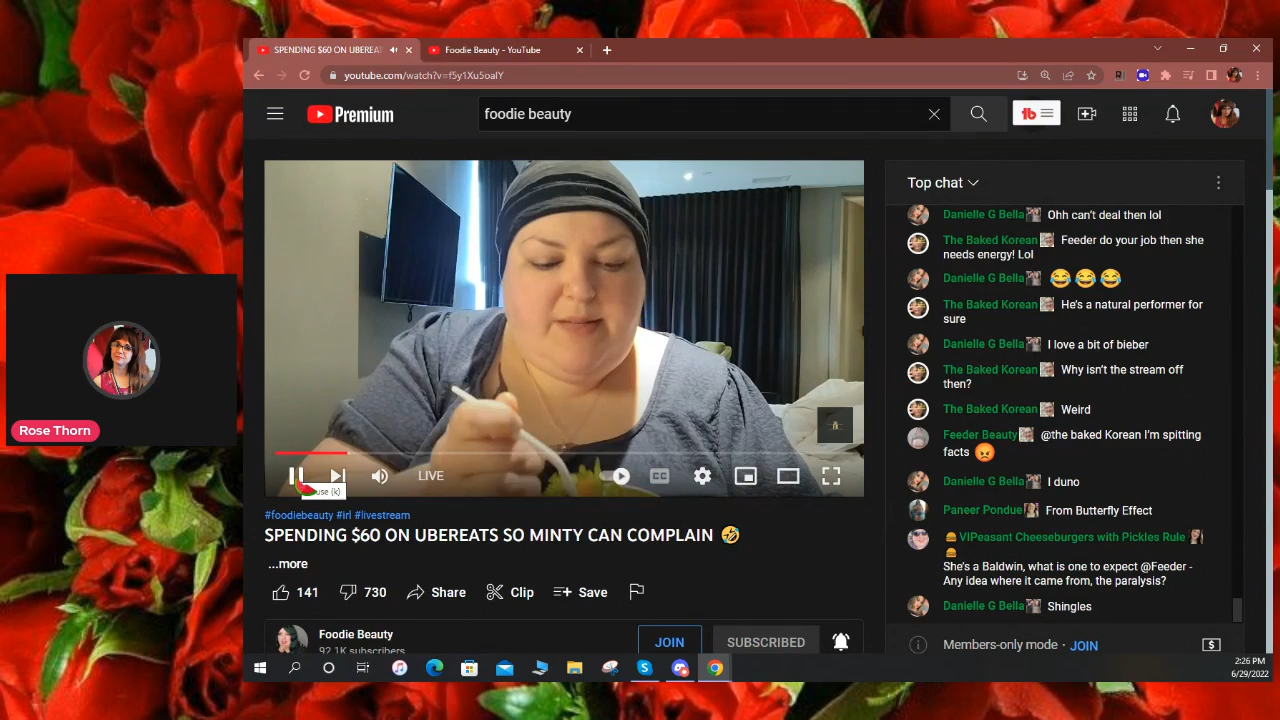 SPENDING $60 ON UBEREAT
Foodie Beauty - YouTube
youtube.com/watch?v=f5y1Xu5oaIY
Premium
foodie beauty
tb
Top chat
Danielle G Bella Ohh can't deal then lol
The Baked Korean Feeder do your job then she
needs energy! Lol
Danielle G Bella 😂😂😂
The Baked Korean He's a natural performer for
sure
Danielle G Bella I love a bit of bieber
The Baked Korean Why isn't the stream off
then?
The Baked Korean Weird
Feeder Beauty @the baked Korean I'm spitting
facts 😡
Danielle G Bella I duno
Paneer Pondue From Butterfly Effect
🍔VIPeasant Cheeseburgers with Pickles Rule
🍔
She's a Baldwin, what is one to expect @Feeder -
Any idea where it came from, the paralysis?
Danielle G Bella Shingles
Members-only mode · JOIN
Rose Thorn
LIVE
CC
use (k)
#foodiebeauty #irl #livestream
SPENDING $60 ON UBEREATS SO MINTY CAN COMPLAIN 🤣
...more
141
730
Share
Clip
Save
Foodie Beauty
92.1K subscribers
JOIN
SUBSCRIBED
2:26 PM
6/29/2022